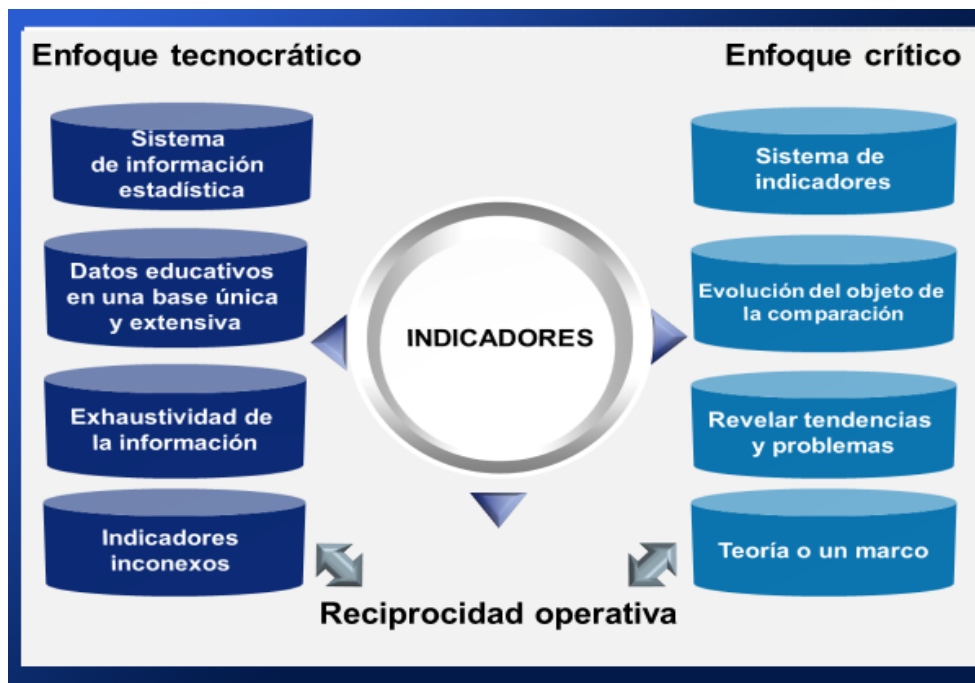 Enfoque tecnocrático
Enfoque crítico
Sistema
de información
estadística
Datos educativos
en una base única
y extensiva
Exhaustividad de
la información
Indicadores
inconexos
INDICADORES
Sistema de
indicadores
Evolución del objeto de
la comparación
Revelar tendencias
y problemas
Teoría o un marco
Reciprocidad operativa